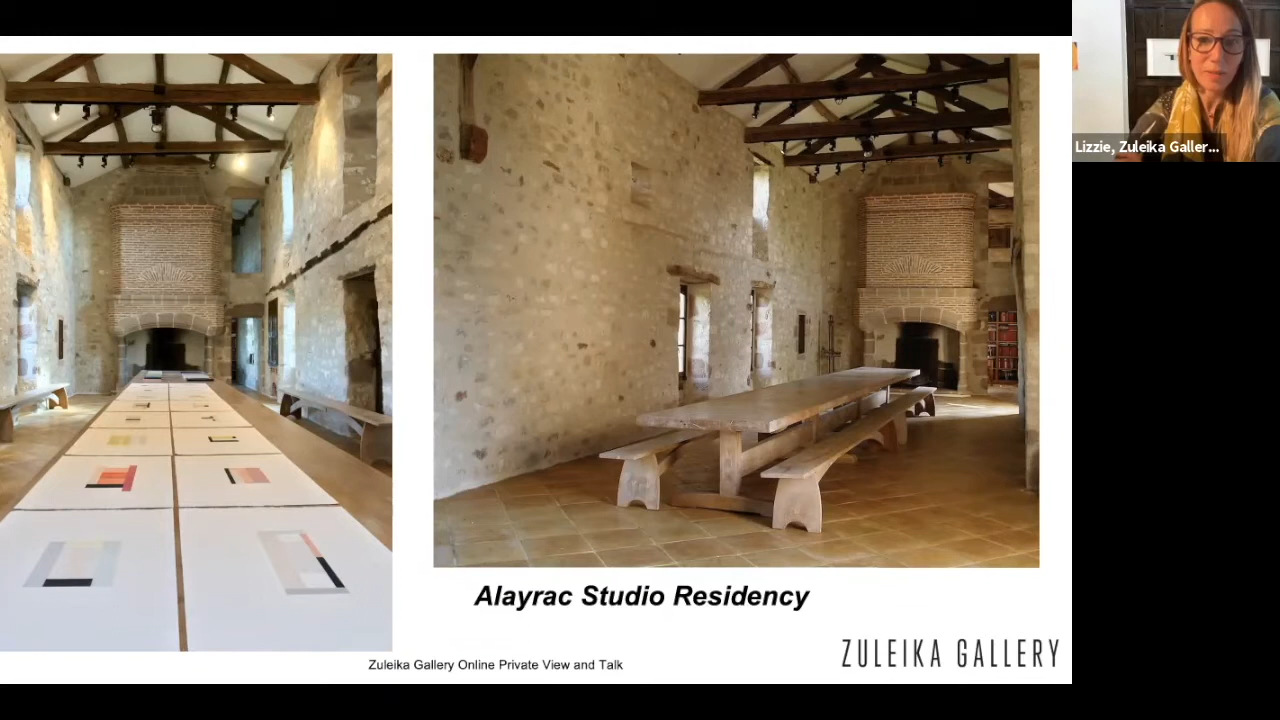 Lizzie, Zuleika Galler...
Alayrac Studio Residency
ZULEIKA GALLERY
Zuleika Gallery Online Private View and Talk